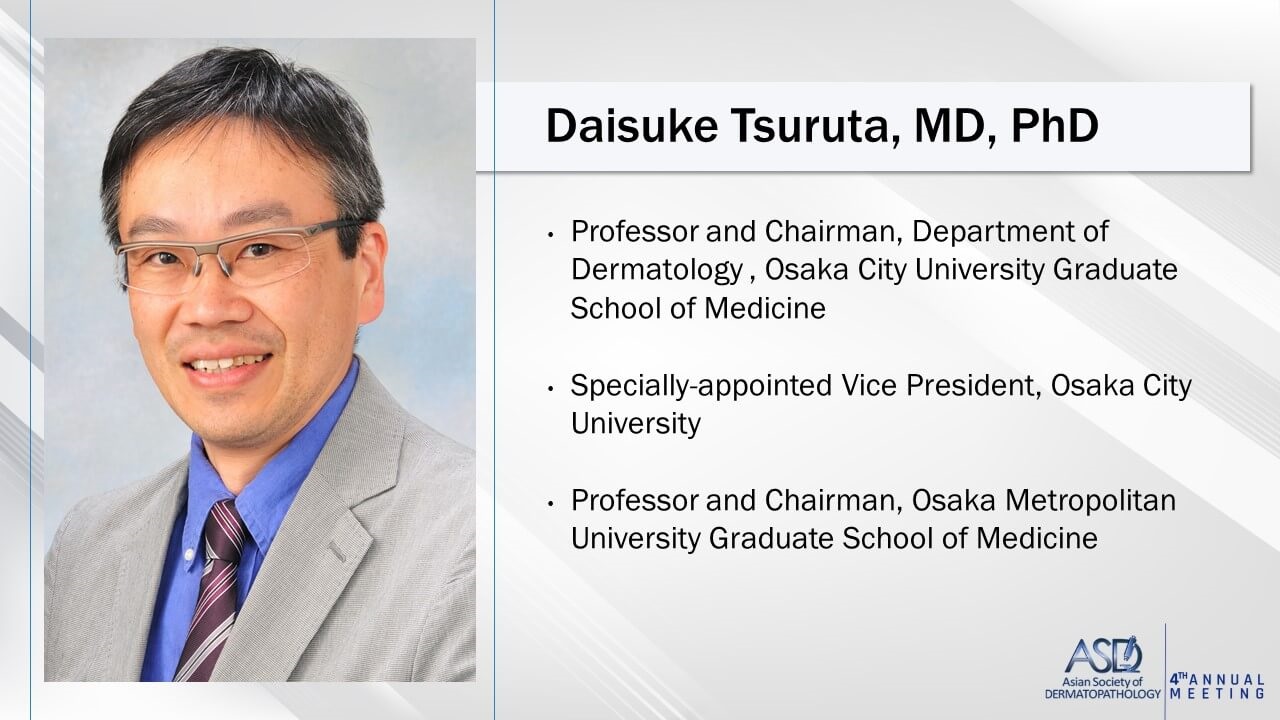 Daisuke Tsuruta, MD, PhD
• Professor and Chairman, Department of
Dermatology , Osaka City University Graduate
School of Medicine
• Specially-appointed Vice President, Osaka City
University
• Professor and Chairman, Osaka Metropolitan
University Graduate School of Medicine
ASD
Asian Society of
DERMATOPATHOLOGY
4TH ANNUAL
MEETING